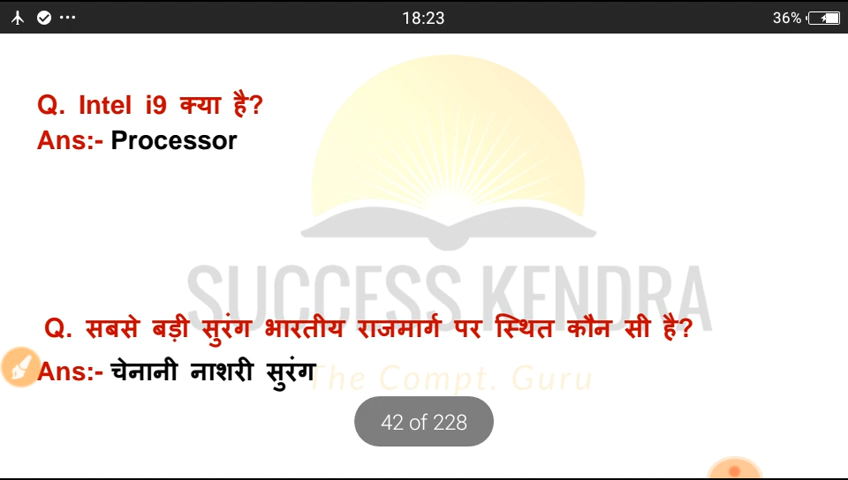 18:23
36%
Q. Intel i9 क्या है?
Ans:- Processor
SUCCESS KENDRA
Q. सबसे बड़ी सुरंग भारतीय राजमार्ग पर स्थित कौन सी है?
Ans:- चेनानी नाशरी सुरंग
The Compt. Guru
42 of 228